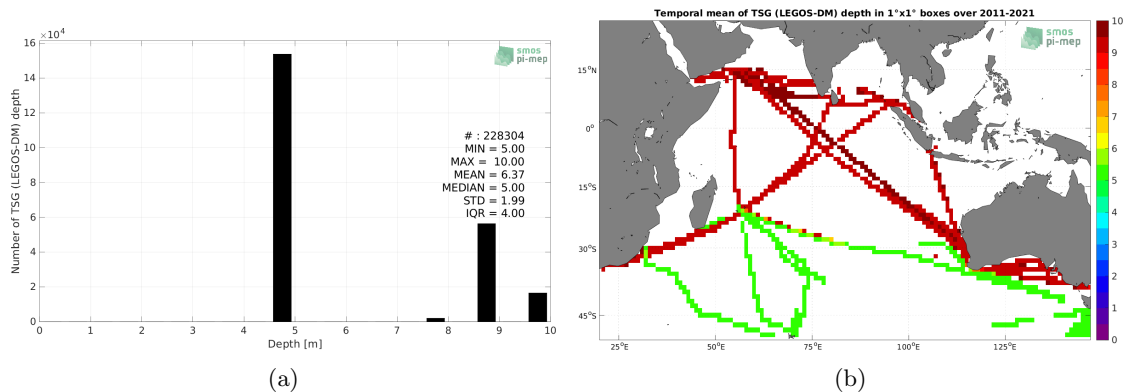 ×10⁴
16
14
12
10
8
6
4
2
0
Number of TSG (LEGOS-DM) depth
smos
pi-mep
# : 228304
MIN = 5.00
MAX = 10.00
MEAN = 6.37
MEDIAN = 5.00
STD = 1.99
IQR = 4.00
0 1 2 3 4 5 6 7 8 9 10
Depth [m]
(a)
Temporal mean of TSG (LEGOS-DM) depth in 1°x1° boxes over 2011-2021
smos
pi-mep
15°N
0°
15°S
30°S
45°S
25°E 50°E 75°E 100°E 125°E
10
9
8
7
6
5
4
3
2
1
0
(b)